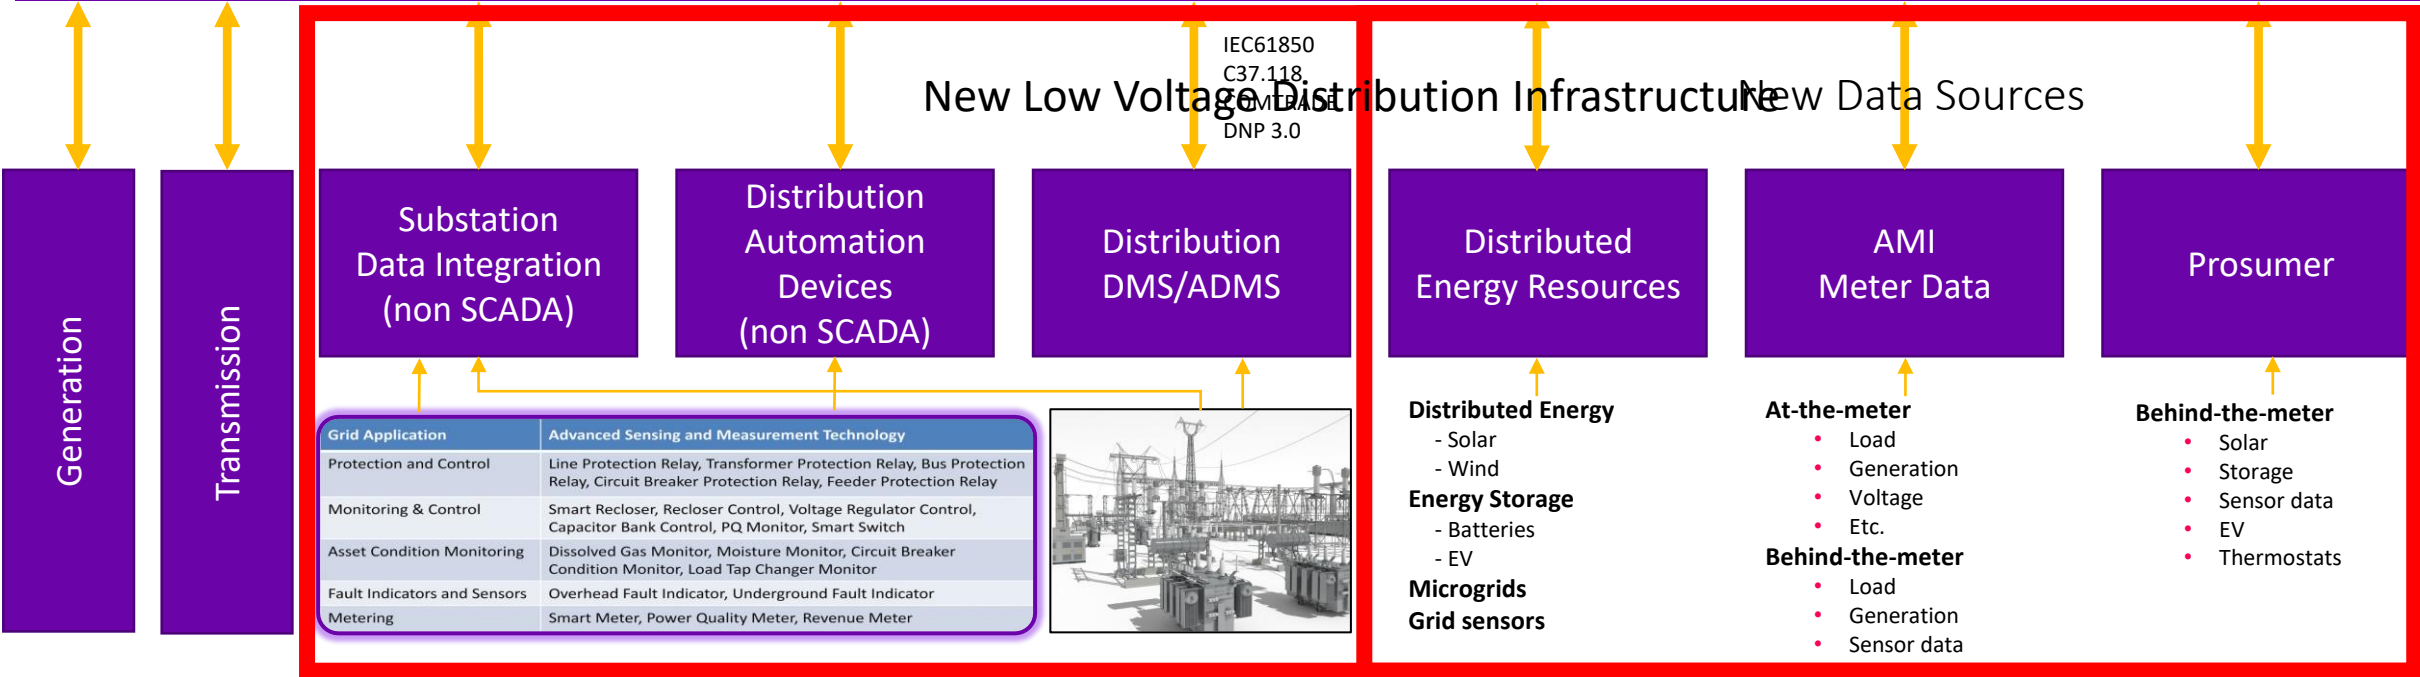 IEC61850
C37.118
COMTRADE
DNP 3.0
New Low Voltage Distribution Infrastructure
New Data Sources
Generation
Transmission
Substation
Data Integration
(non SCADA)
Distribution
Automation
Devices
(non SCADA)
Distribution
DMS/ADMS
Distributed
Energy Resources
AMI
Meter Data
Prosumer
Grid Application
Advanced Sensing and Measurement Technology
Protection and Control
Line Protection Relay, Transformer Protection Relay, Bus Protection
Relay, Circuit Breaker Protection Relay, Feeder Protection Relay
Monitoring & Control
Smart Recloser, Recloser Control, Voltage Regulator Control,
Capacitor Bank Control, PQ Monitor, Smart Switch
Asset Condition Monitoring
Dissolved Gas Monitor, Moisture Monitor, Circuit Breaker
Condition Monitor, Load Tap Changer Monitor
Fault Indicators and Sensors
Overhead Fault Indicator, Underground Fault Indicator
Metering
Smart Meter, Power Quality Meter, Revenue Meter
Distributed Energy
- Solar
- Wind
Energy Storage
- Batteries
- EV
Microgrids
Grid sensors
At-the-meter
• Load
• Generation
• Voltage
• Etc.
Behind-the-meter
• Load
• Generation
• Sensor data
Behind-the-meter
• Solar
• Storage
• Sensor data
• EV
• Thermostats